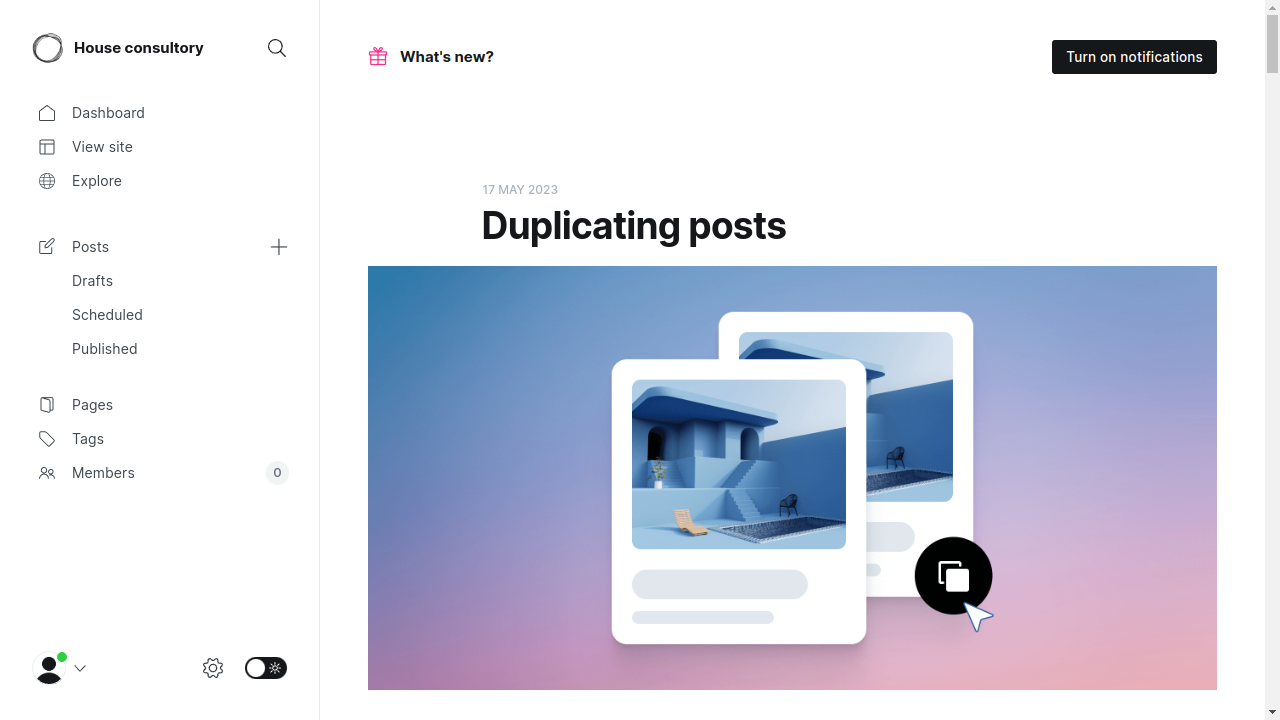 House consultory
Dashboard
View site
Explore
Posts
Drafts
Scheduled
Published
Pages
Tags
Members
0
What's new?
Turn on notifications
17 MAY 2023
Duplicating posts